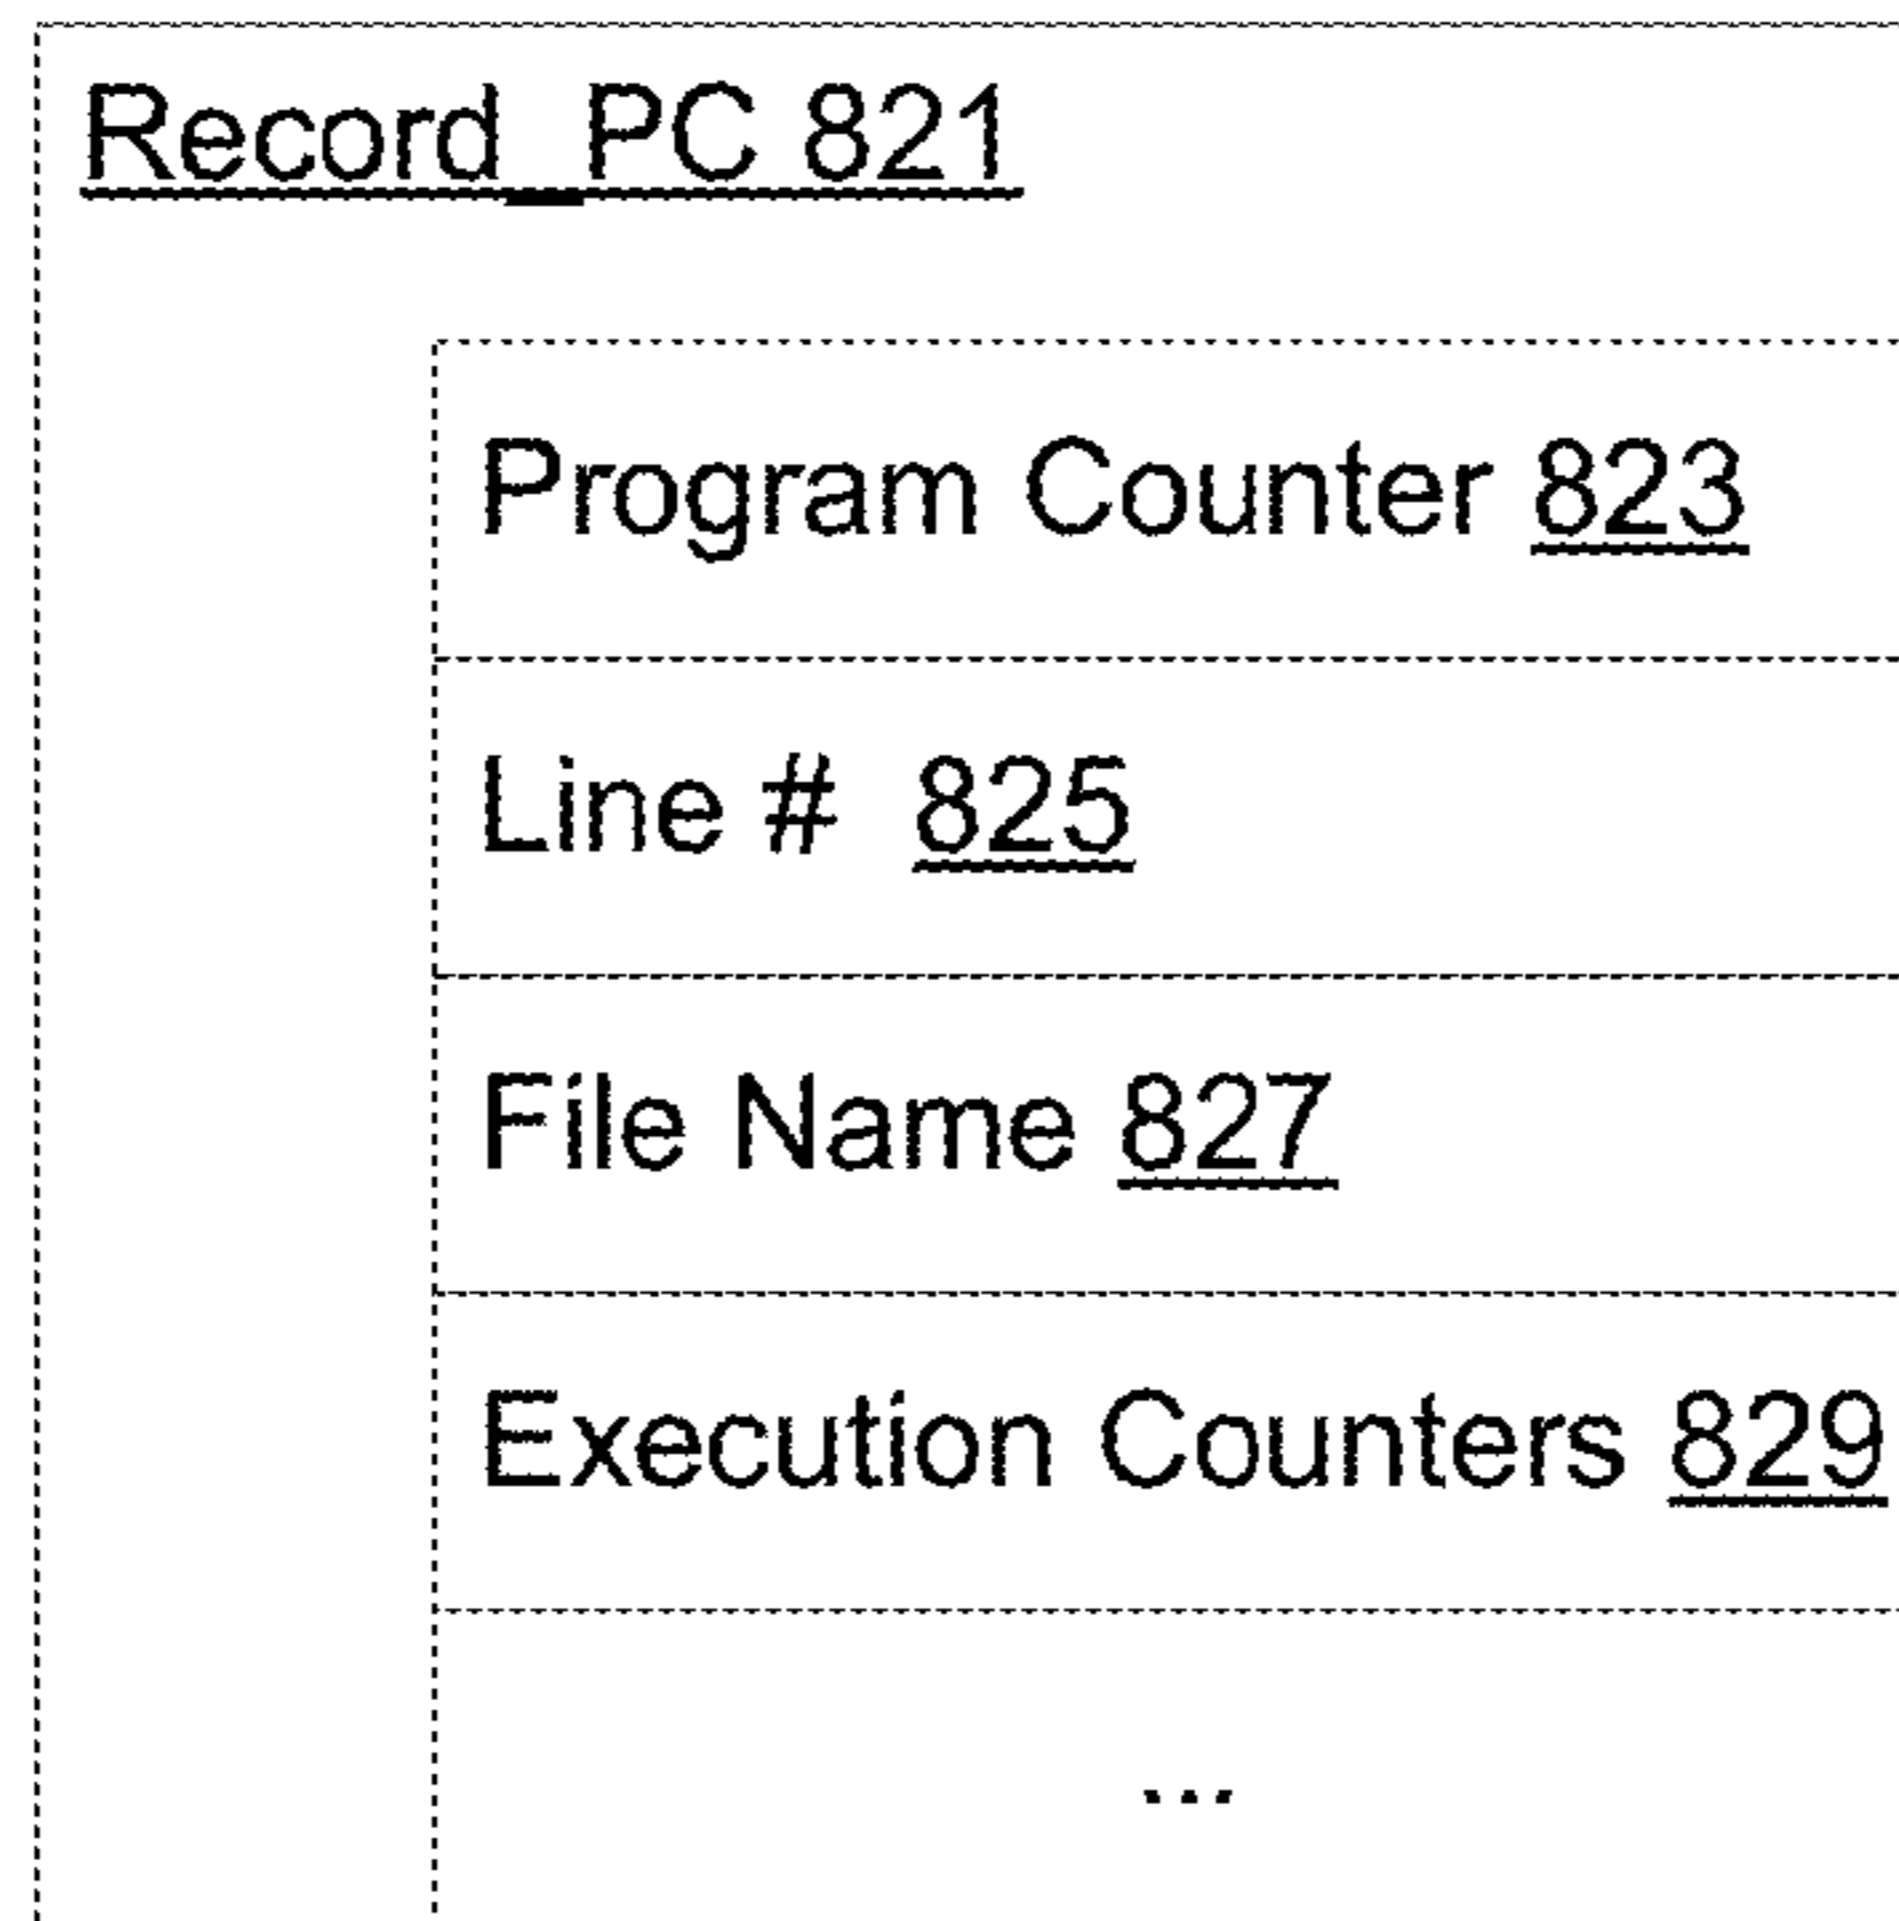 Record_PC 821
Program Counter 823
Line # 825
File Name 827
Execution Counters 829
...